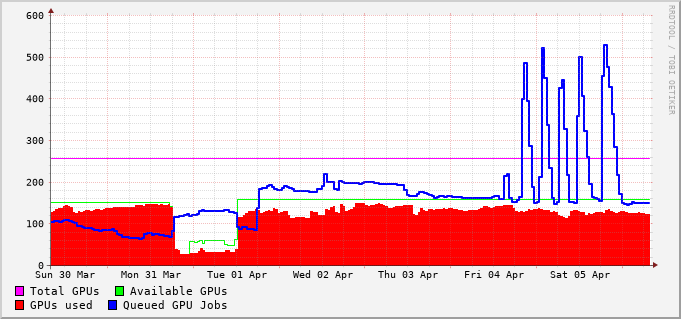 600
500
400
300
200
100
0
Sun 30 Mar Mon 31 Mar Tue 01 Apr Wed 02 Apr Thu 03 Apr Fri 04 Apr Sat 05 Apr
Total GPUs Available GPUs
GPUs used Queued GPU Jobs
RRDTOOL / TOBI OETIKER